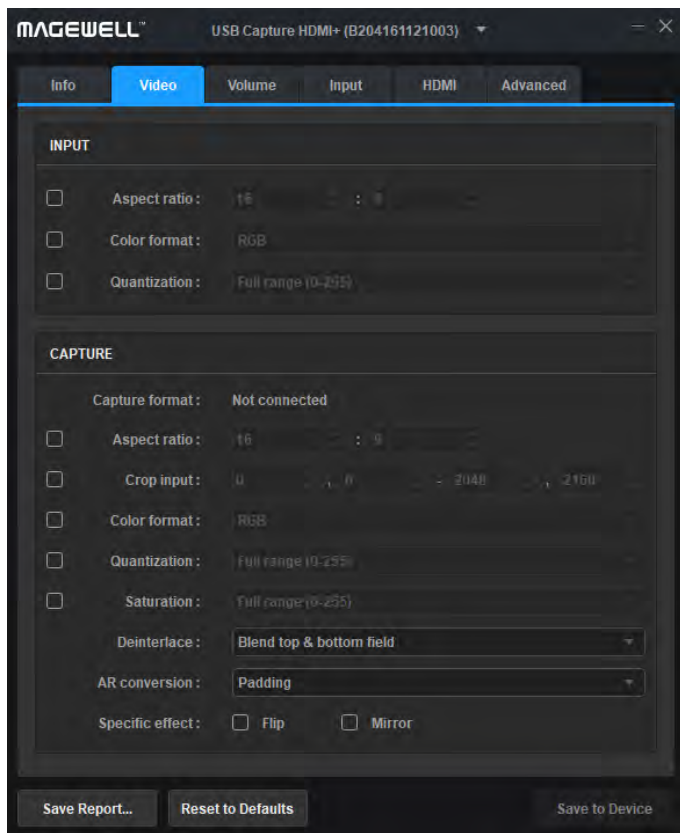 MAGEWELL™ USB Capture HDMI+ (B204161121003)
Info Video Volume Input HDMI Advanced
INPUT
Aspect ratio : 16 : 9
Color format : RGB
Quantization : Full range (0-255)
CAPTURE
Capture format : Not connected
Aspect ratio : 16 : 9
Crop input : 0 , 0 - 2048 , 2160
Color format : RGB
Quantization : Full range (0-255)
Saturation : Full range (0-255)
Deinterlace : Blend top & bottom field
AR conversion : Padding
Specific effect : Flip Mirror
Save Report... Reset to Defaults Save to Device